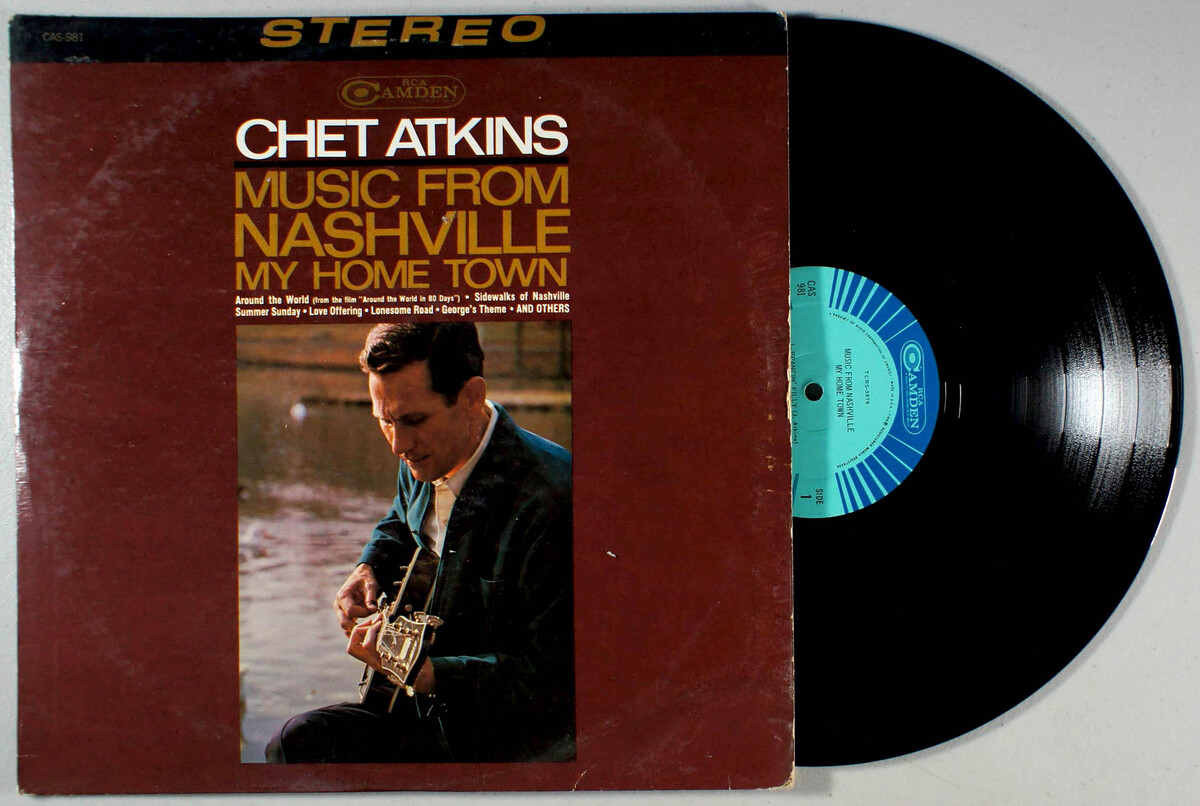 CAS-981
STEREO
RCA
CAMDEN
CHET ATKINS
MUSIC FROM
NASHVILLE
MY HOME TOWN
Around the World (from the film "Around the World in 80 Days") • Sidewalks of Nashville
Summer Sunday • Love Offering • Lonesome Road • George's Theme • AND OTHERS
CAS
981
RCA
CAMDEN
MUSIC FROM NASHVILLE
MY HOME TOWN
SIDE
1